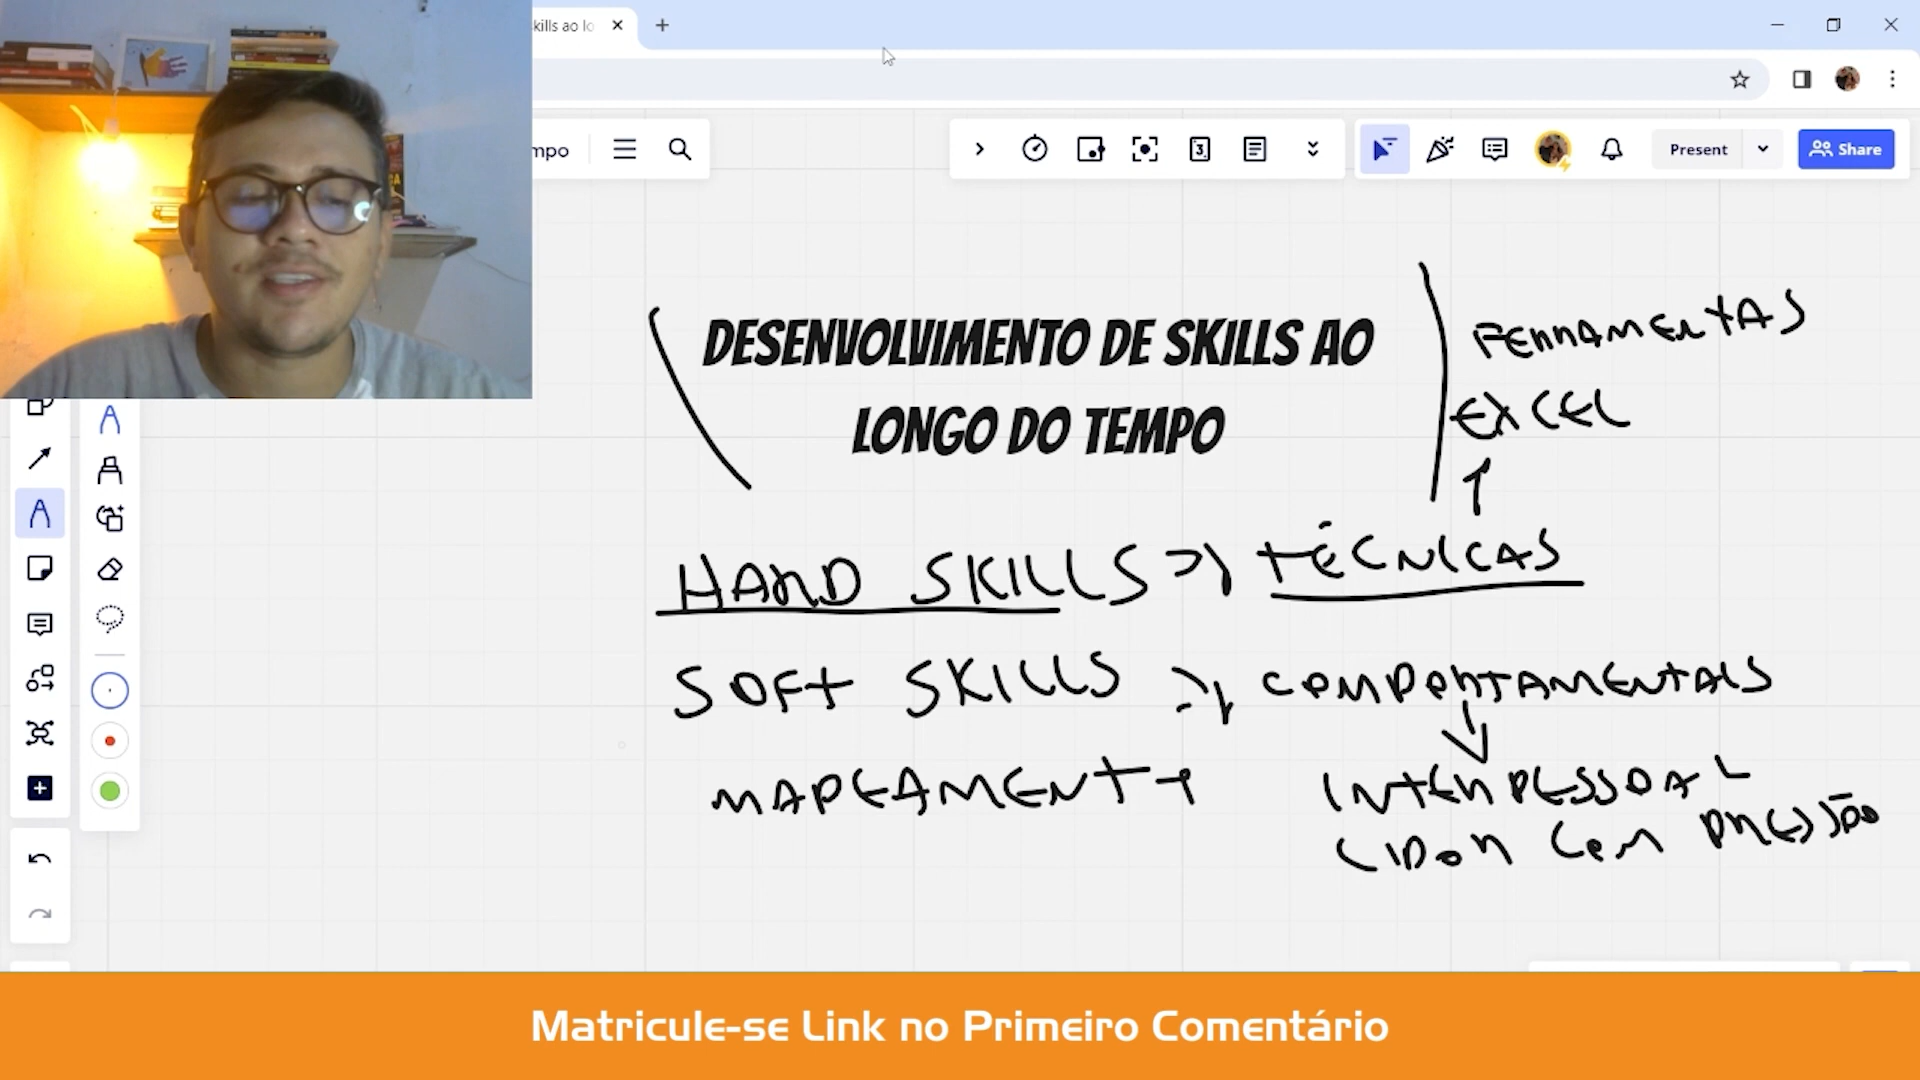 kills ao lo
mpo
Present
Share
DESENVOLVIMENTO DE SKILLS AO
LONGO DO TEMPO
FERRAMENTAS
EXCEL
HARD SKILLS => TÉCNICAS
SOFT SKILLS => COMPORTAMENTAIS
MAPEAMENTO
INTERPESSOAL
LIDAR COM PRESSÃO
Matricule-se Link no Primeiro Comentário